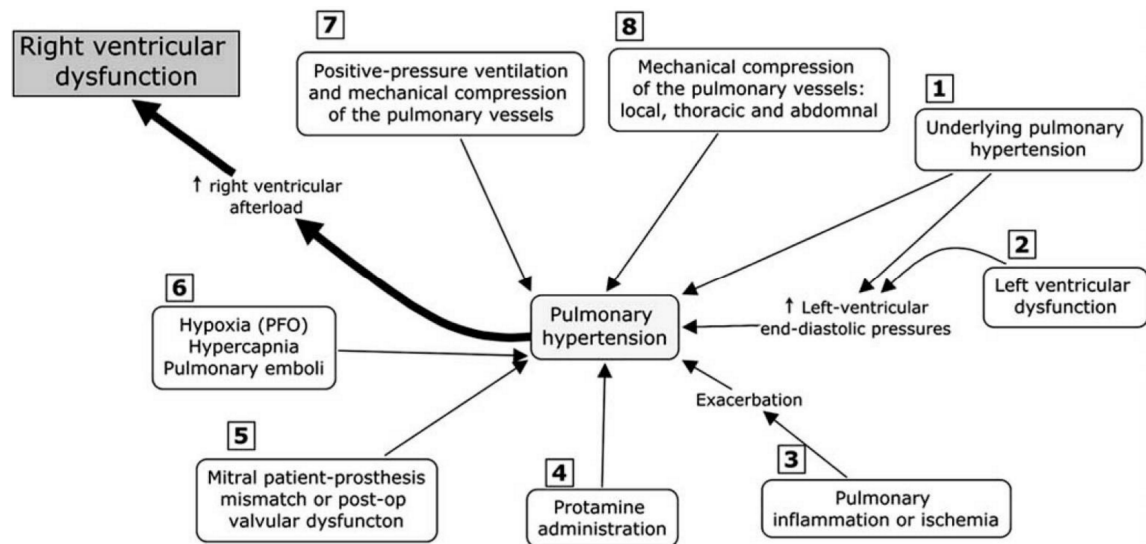 Right ventricular
dysfunction
7
Positive-pressure ventilation
and mechanical compression
of the pulmonary vessels
8
Mechanical compression
of the pulmonary vessels:
local, thoracic and abdomnal
1
Underlying pulmonary
hypertension
↑ right ventricular
afterload
2
Left ventricular
dysfunction
↑ Left-ventricular
end-diastolic pressures
6
Hypoxia (PFO)
Hypercapnia
Pulmonary emboli
Pulmonary
hypertension
Exacerbation
5
Mitral patient-prosthesis
mismatch or post-op
valvular dysfuncton
4
Protamine
administration
3
Pulmonary
inflammation or ischemia